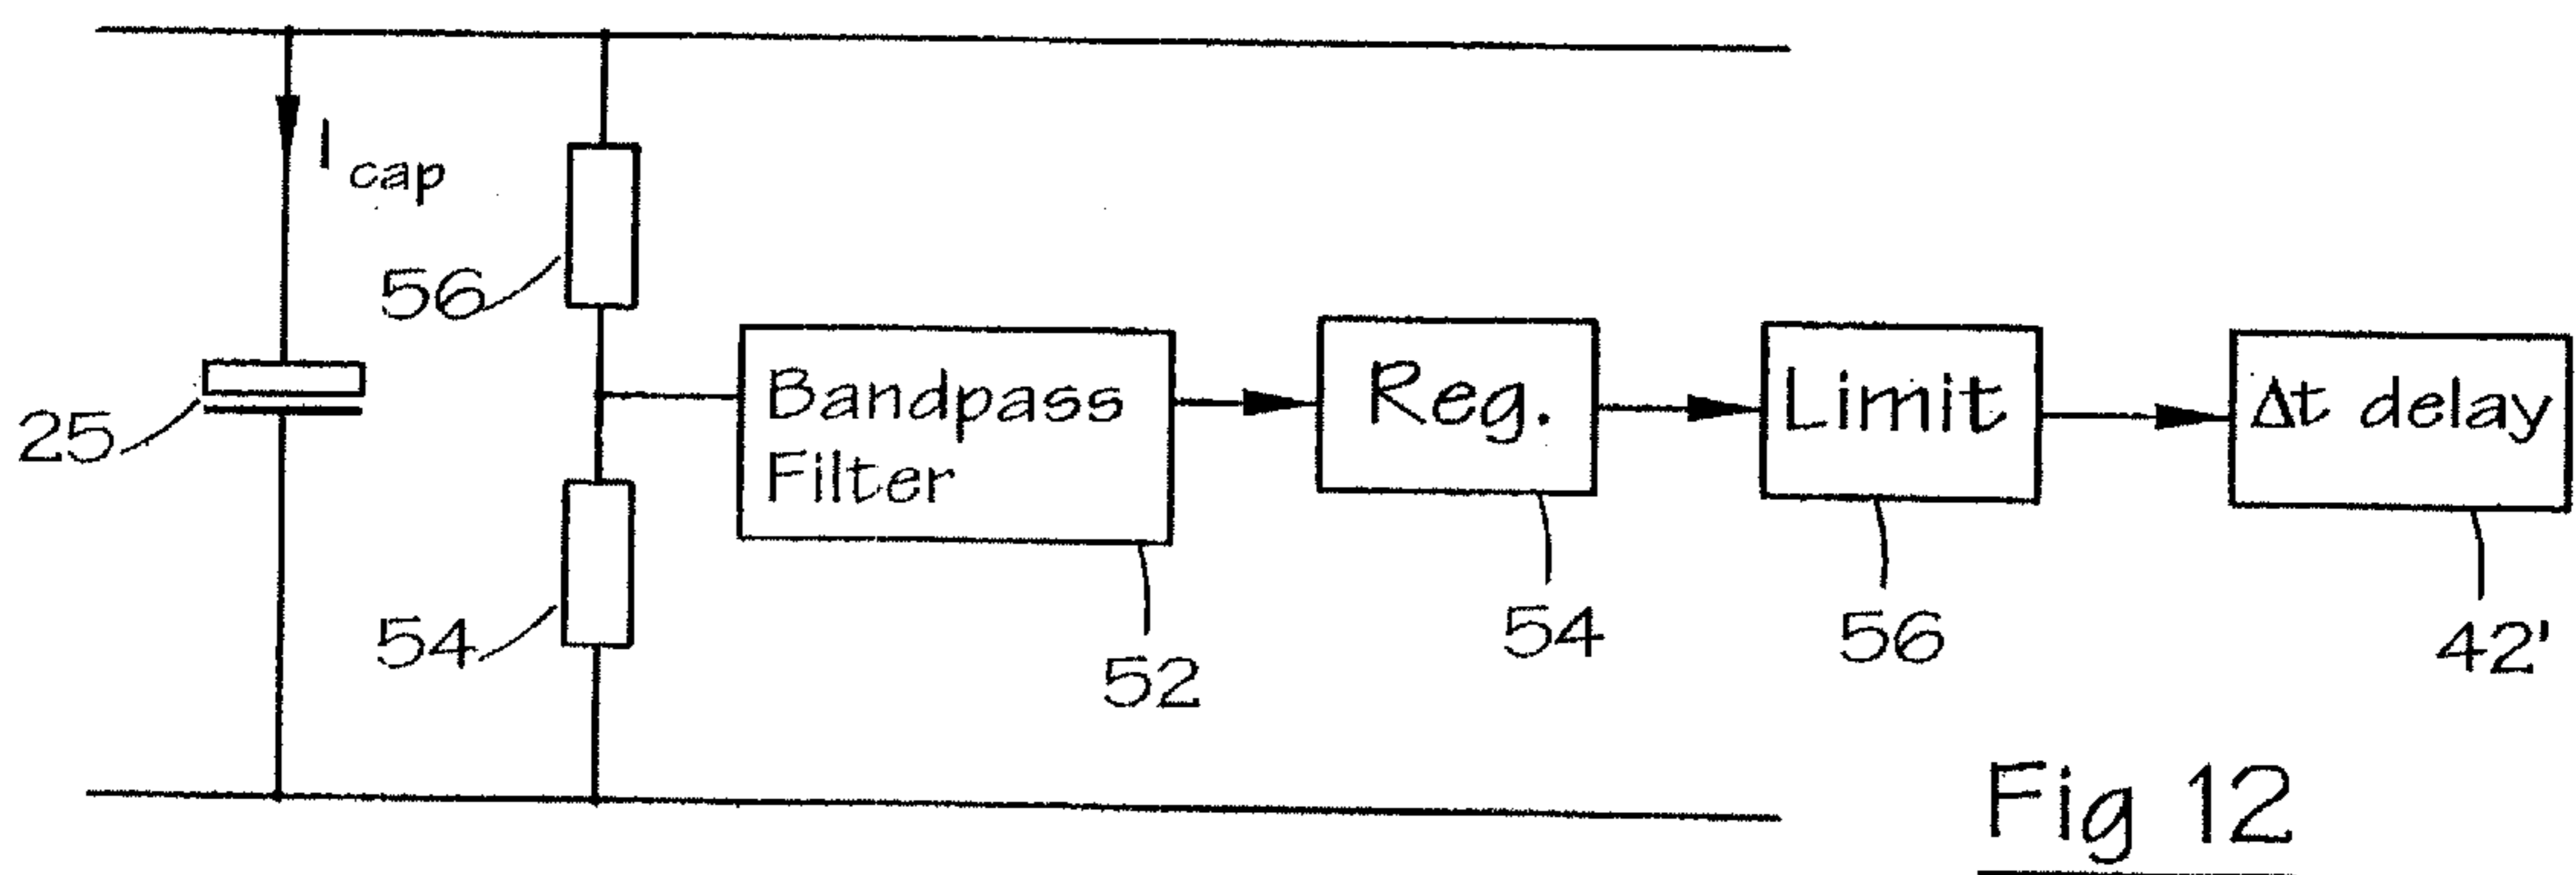 I cap
56
25
54
Bandpass
Filter
52
Reg.
54
Limit
56
Δt delay
42'
Fig 12